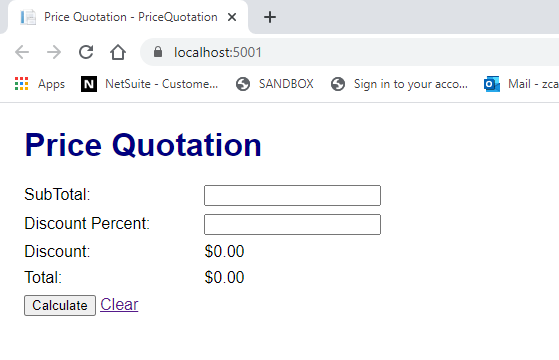 Price Quotation - PriceQuotation
localhost:5001
Apps NetSuite - Custome... SANDBOX Sign in to your acco... Mail - zca
Price Quotation
SubTotal:
Discount Percent:
Discount: $0.00
Total: $0.00
Calculate Clear